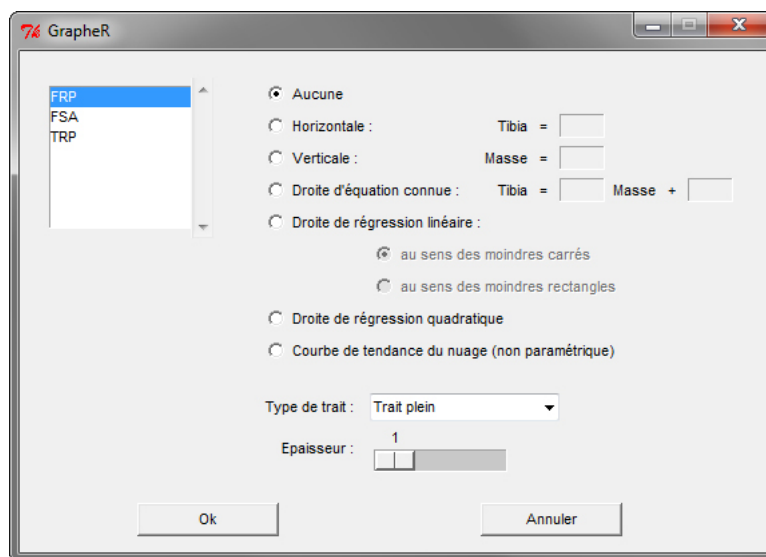 GrapheR
FRP
FSA
TRP
Aucune
Horizontale : Tibia =
Verticale : Masse =
Droite d'équation connue : Tibia = Masse +
Droite de régression linéaire :
au sens des moindres carrés
au sens des moindres rectangles
Droite de régression quadratique
Courbe de tendance du nuage (non paramétrique)
Type de trait : Trait plein
1
Epaisseur :
Ok Annuler